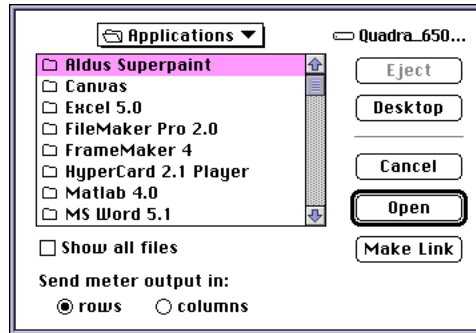 Applications
Quadra_650...
Aldus Superpaint
Canvas
Excel 5.0
FileMaker Pro 2.0
FrameMaker 4
HyperCard 2.1 Player
Matlab 4.0
MS Word 5.1
Eject
Desktop
Cancel
Open
Make Link
Show all files
Send meter output in:
rows columns